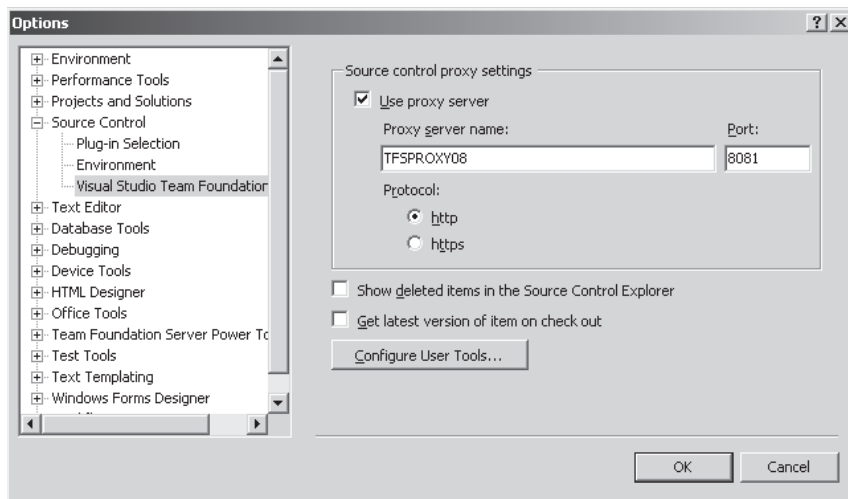 Options
Environment
Performance Tools
Projects and Solutions
Source Control
Plug-in Selection
Environment
Visual Studio Team Foundation
Text Editor
Database Tools
Debugging
Device Tools
HTML Designer
Office Tools
Team Foundation Server Power To
Test Tools
Text Templating
Windows Forms Designer
Source control proxy settings
Use proxy server
Proxy server name: Port:
TFSPROXY08 8081
Protocol:
http
https
Show deleted items in the Source Control Explorer
Get latest version of item on check out
Configure User Tools...
OK Cancel